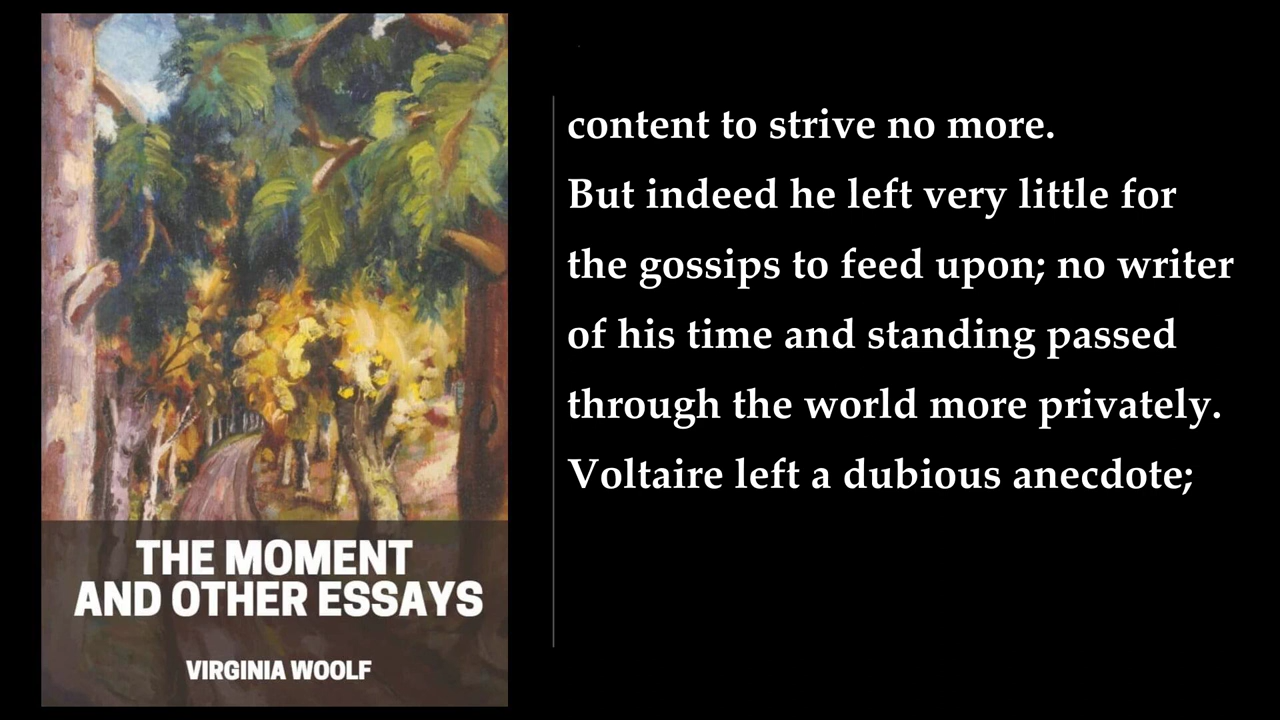 content to strive no more.
But indeed he left very little for
the gossips to feed upon; no writer
of his time and standing passed
through the world more privately.
Voltaire left a dubious anecdote;
THE MOMENT
AND OTHER ESSAYS
VIRGINIA WOOLF